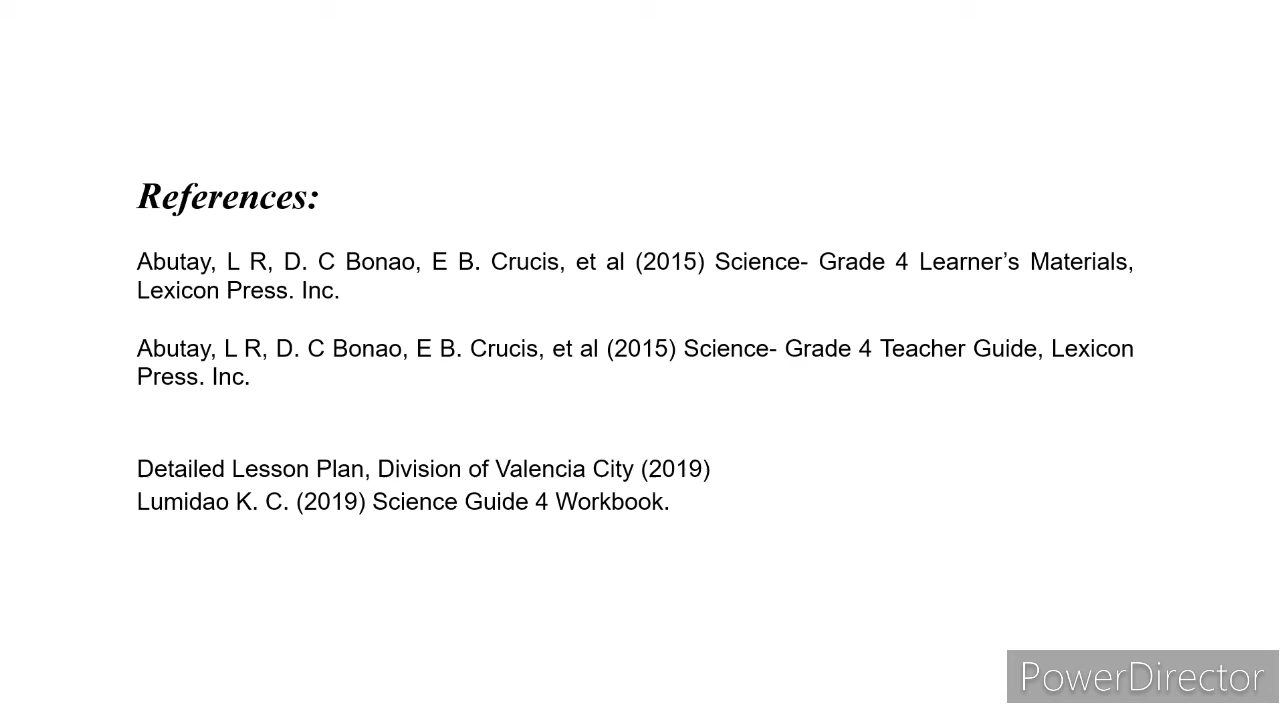 References:
Abutay, L R, D. C Bonao, E B. Crucis, et al (2015) Science- Grade 4 Learner’s Materials,
Lexicon Press. Inc.
Abutay, L R, D. C Bonao, E B. Crucis, et al (2015) Science- Grade 4 Teacher Guide, Lexicon
Press. Inc.
Detailed Lesson Plan, Division of Valencia City (2019)
Lumidao K. C. (2019) Science Guide 4 Workbook.
PowerDirector